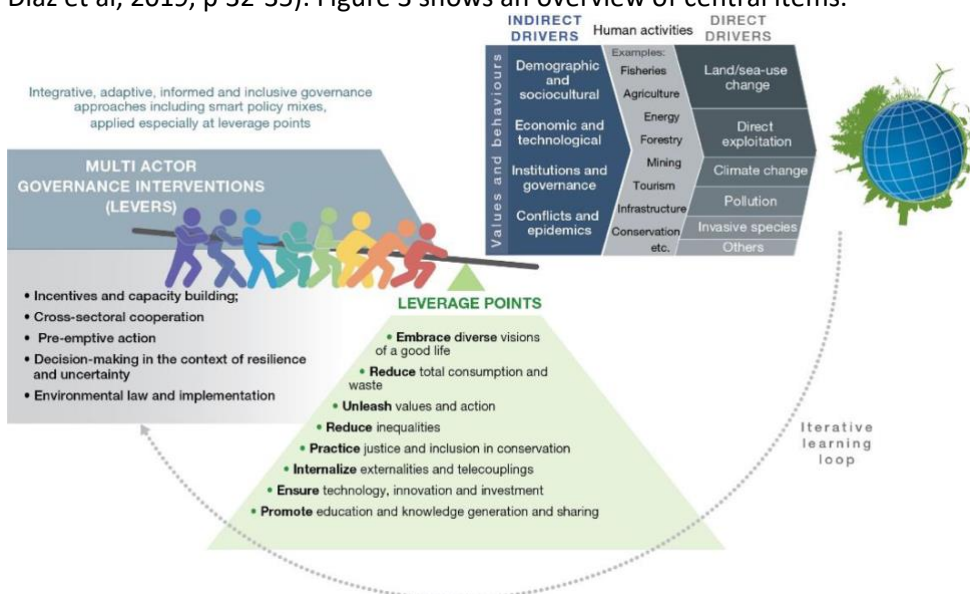 Diaz et al, 2019, p 32-35). Figure 3 shows an overview of central items.
INDIRECT
DRIVERS
Human activities
DIRECT
DRIVERS
Values and behaviours
Demographic
and
sociocultural
Economic and
technological
Institutions and
governance
Conflicts and
epidemics
Examples:
Fisheries
Agriculture
Energy
Forestry
Mining
Tourism
Infrastructure
Conservation
etc.
Land/sea-use
change
Direct
exploitation
Climate change
Pollution
Invasive species
Others
Integrative, adaptive, informed and inclusive governance
approaches including smart policy mixes,
applied especially at leverage points
MULTI ACTOR
GOVERNANCE INTERVENTIONS
(LEVERS)
• Incentives and capacity building;
• Cross-sectoral cooperation
• Pre-emptive action
• Decision-making in the context of resilience
and uncertainty
• Environmental law and implementation
LEVERAGE POINTS
• Embrace diverse visions
of a good life
• Reduce total consumption and
waste
• Unleash values and action
• Reduce inequalities
• Practice justice and inclusion in conservation
• Internalize externalities and telecouplings
• Ensure technology, innovation and investment
• Promote education and knowledge generation and sharing
Iterative
learning
loop